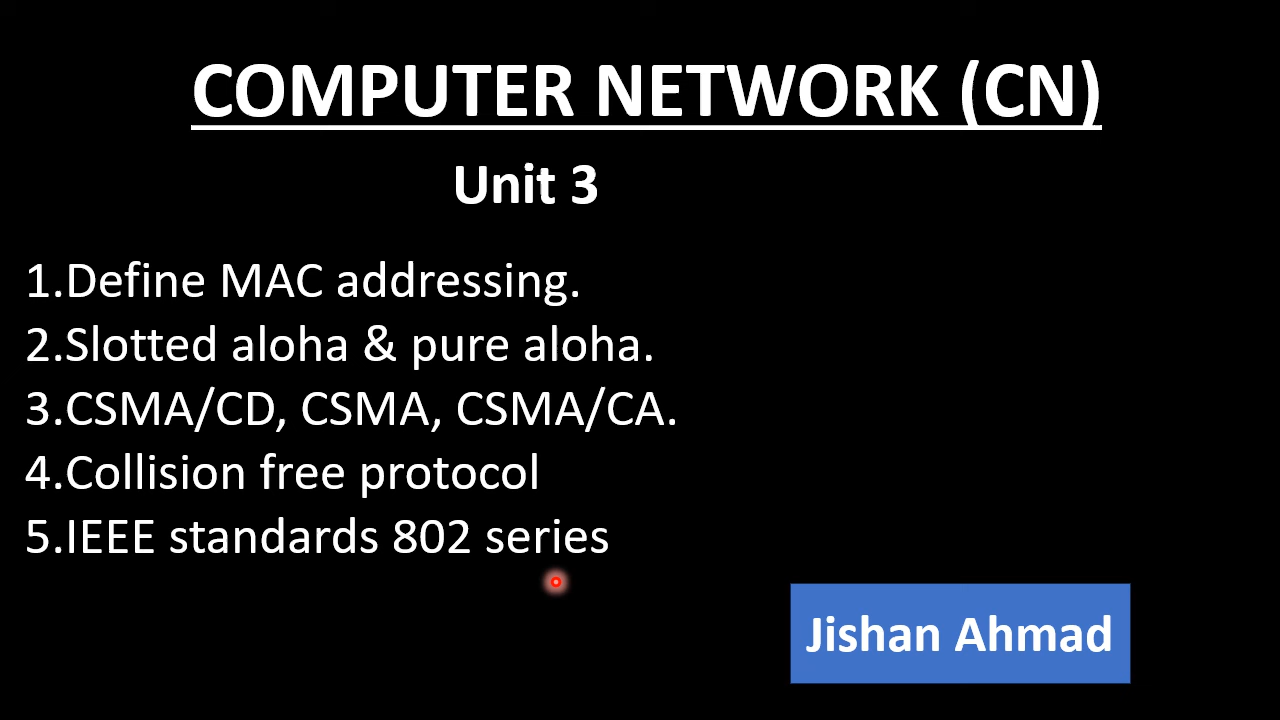 COMPUTER NETWORK (CN)
Unit 3
1.Define MAC addressing.
2.Slotted aloha & pure aloha.
3.CSMA/CD, CSMA, CSMA/CA.
4.Collision free protocol
5.IEEE standards 802 series
Jishan Ahmad